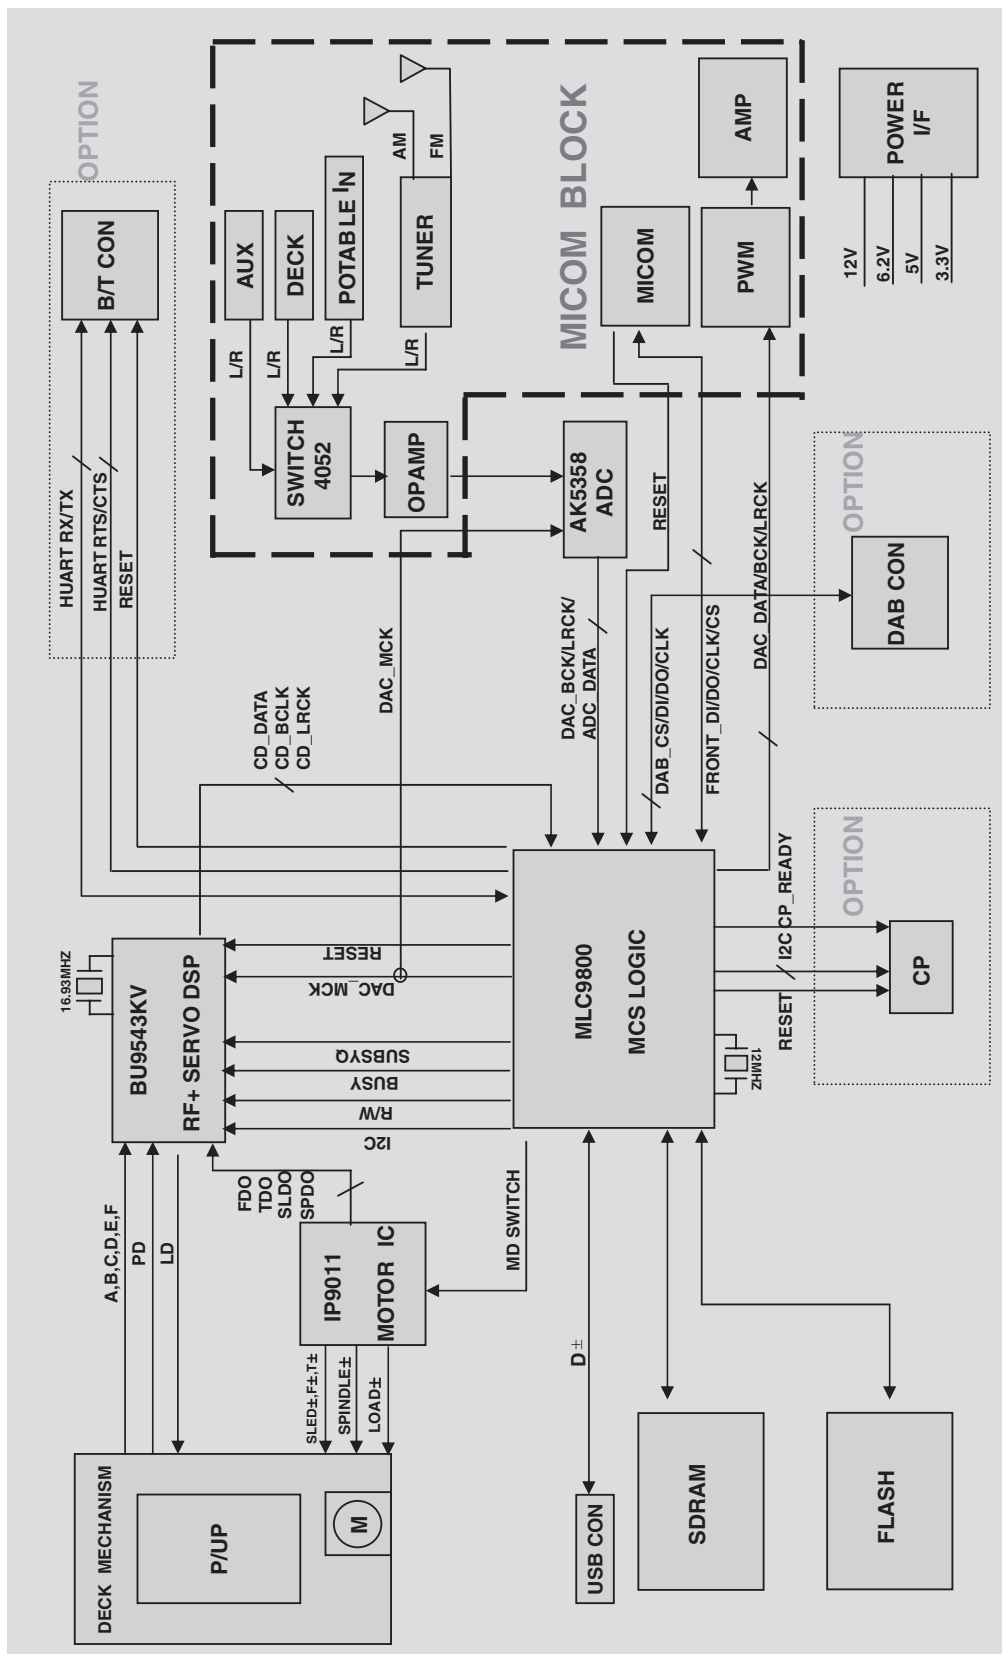 DECK MECHANISM
P/UP
M
A,B,C,D,E,F
PD
LD
SLED±,F±,T±
SPINDLE±
LOAD±
IP9011
MOTOR IC
FDO
TDO
SLDO
SPDO
MD SWITCH
16.93MHZ
BU9543KV
RF+ SERVO DSP
I2C
R/W
BUSY
SUBSYQ
DAC_MCK
RESET
CD_DATA
CD_BCLK
CD_LRCK
HUART RX/TX
HUART RTS/CTS
RESET
B/T CON
OPTION
DAC_MCK
AUX
DECK
POTABLE IN
TUNER
AM
FM
L/R
L/R
L/R
L/R
SWITCH
4052
OPAMP
AK5358
ADC
MICOM BLOCK
MICOM
PWM
AMP
POWER
I/F
12V
6.2V
5V
3.3V
DAC_BCK/LRCK/
ADC_DATA
RESET
DAB_CS/DI/DO/CLK
FRONT_DI/DO/CLK/CS
DAC_DATA/BCK/LRCK
OPTION
DAB CON
MLC9800
MCS LOGIC
12MHZ
RESET
I2C
CP_READY
OPTION
CP
D±
USB CON
SDRAM
FLASH